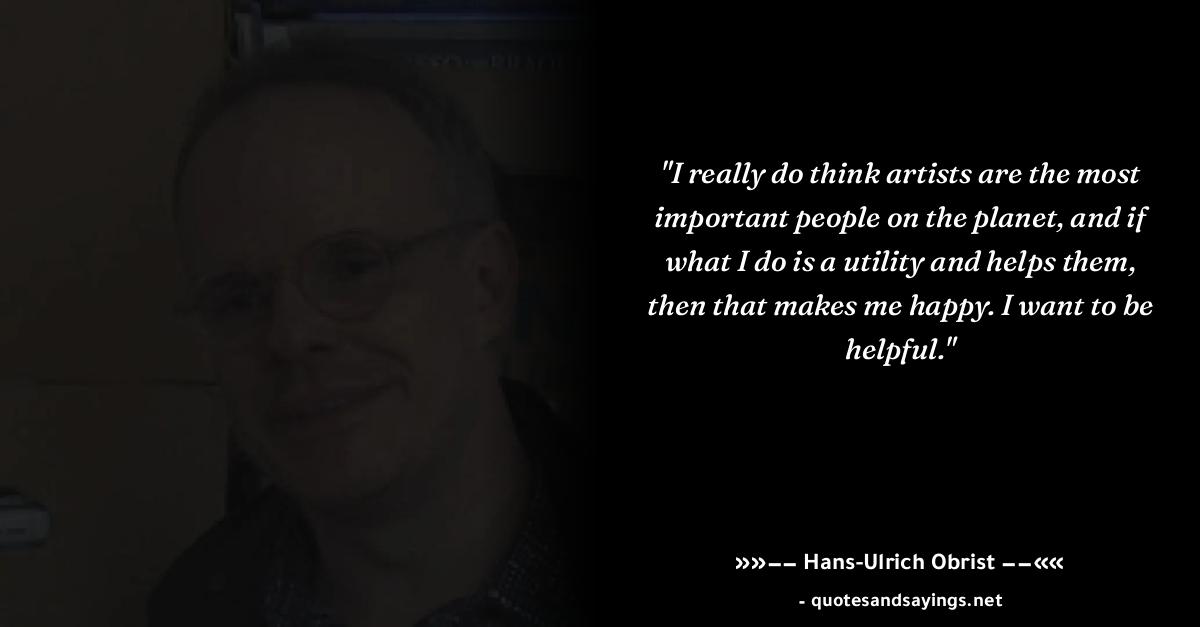 "I really do think artists are the most
important people on the planet, and if
what I do is a utility and helps them,
then that makes me happy. I want to be
helpful."
»»−− Hans-Ulrich Obrist −−««
- quotesandsayings.net